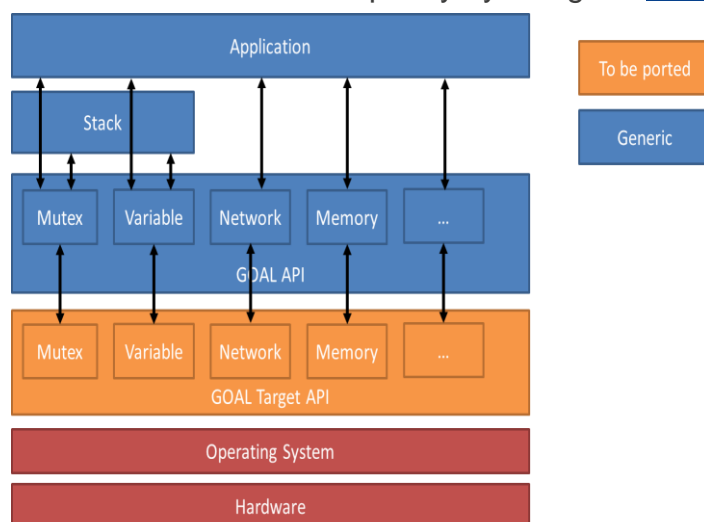 Application
To be ported
Stack
Generic
Mutex Variable Network Memory ...
GOAL API
Mutex Variable Network Memory ...
GOAL Target API
Operating System
Hardware